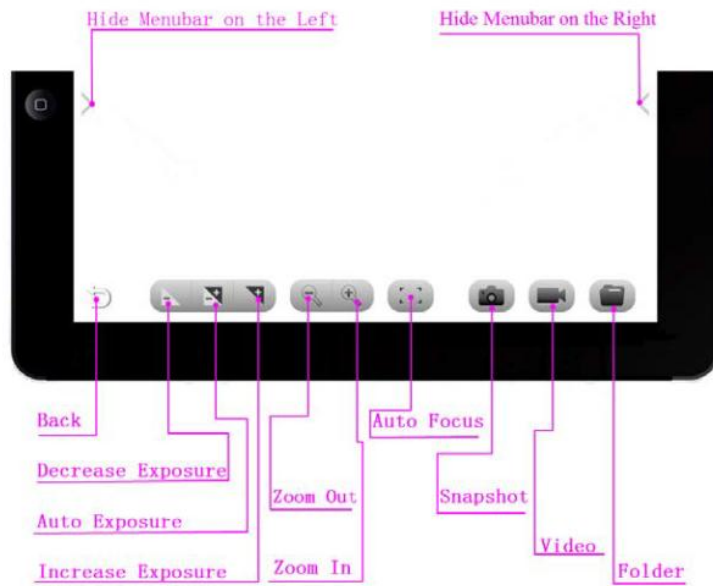 Hide Menubar on the Left
Hide Menubar on the Right
Back
Auto Focus
Decrease Exposure
Zoom Out
Snapshot
Auto Exposure
Video
Increase Exposure
Zoom In
Folder